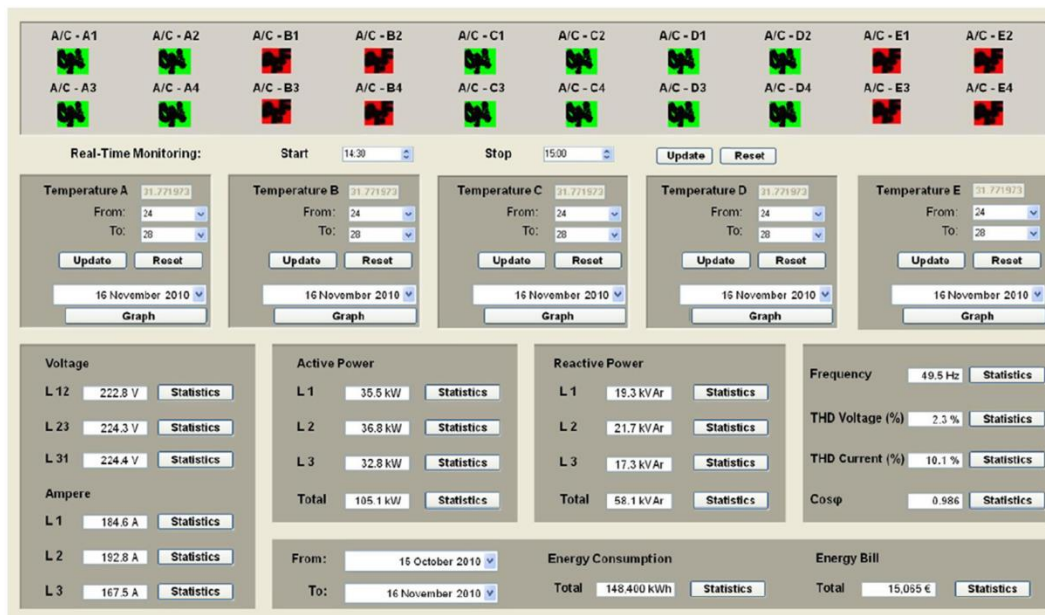 A/C - A1 A/C - A2 A/C - B1 A/C - B2 A/C - C1 A/C - C2 A/C - D1 A/C - D2 A/C - E1 A/C - E2
A/C - A3 A/C - A4 A/C - B3 A/C - B4 A/C - C3 A/C - C4 A/C - D3 A/C - D4 A/C - E3 A/C - E4
Real-Time Monitoring: Start 14:30 Stop 15:00 Update Reset
Temperature A 31.771973 Temperature B 31.771973 Temperature C 31.771973 Temperature D 31.771973 Temperature E 31.771973
From: 24 From: 24 From: 24 From: 24 From: 24
To: 28 To: 28 To: 28 To: 28 To: 28
Update Reset Update Reset Update Reset Update Reset Update Reset
16 November 2010 16 November 2010 16 November 2010 16 November 2010 16 November 2010
Graph Graph Graph Graph Graph
Voltage
L 12 222.8 V Statistics
L 23 224.3 V Statistics
L 31 224.4 V Statistics
Ampere
L 1 184.6 A Statistics
L 2 192.8 A Statistics
L 3 167.5 A Statistics
Active Power
L 1 35.5 kW Statistics
L 2 36.8 kW Statistics
L 3 32.8 kW Statistics
Total 105.1 kW Statistics
Reactive Power
L 1 19.3 kVAr Statistics
L 2 21.7 kVAr Statistics
L 3 17.3 kVAr Statistics
Total 58.1 kVAr Statistics
Frequency 49.5 Hz Statistics
THD Voltage (%) 2.3 % Statistics
THD Current (%) 10.1 % Statistics
Cosφ 0.986 Statistics
From: 15 October 2010
To: 16 November 2010
Energy Consumption
Total 148,400 kWh Statistics
Energy Bill
Total 15,065 € Statistics